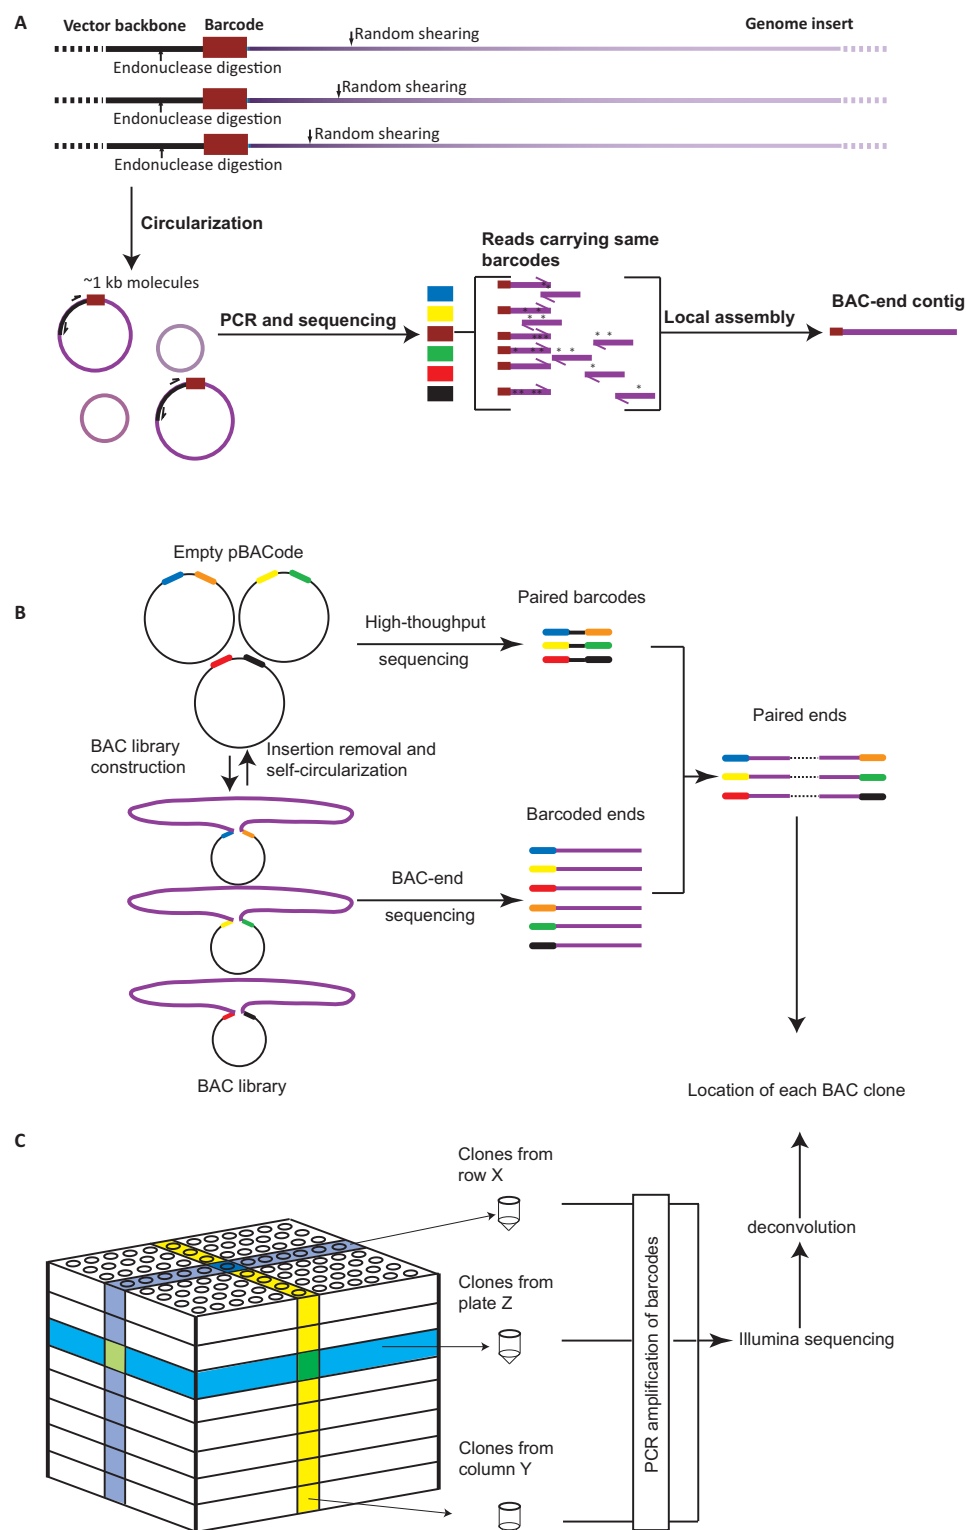 A
Vector backbone
Barcode
Genome insert
Random shearing
Endonuclease digestion
Random shearing
Endonuclease digestion
Random shearing
Endonuclease digestion
Circularization
~1 kb molecules
PCR and sequencing
Reads carrying same
barcodes
Local assembly
BAC-end contig
B
Empty pBACode
High-thoughput
sequencing
Paired barcodes
BAC library
construction
Insertion removal and
self-circularization
Paired ends
Barcoded ends
BAC-end
sequencing
BAC library
Location of each BAC clone
C
Clones from
row X
Clones from
plate Z
Clones from
column Y
PCR amplification of barcodes
Illumina sequencing
deconvolution